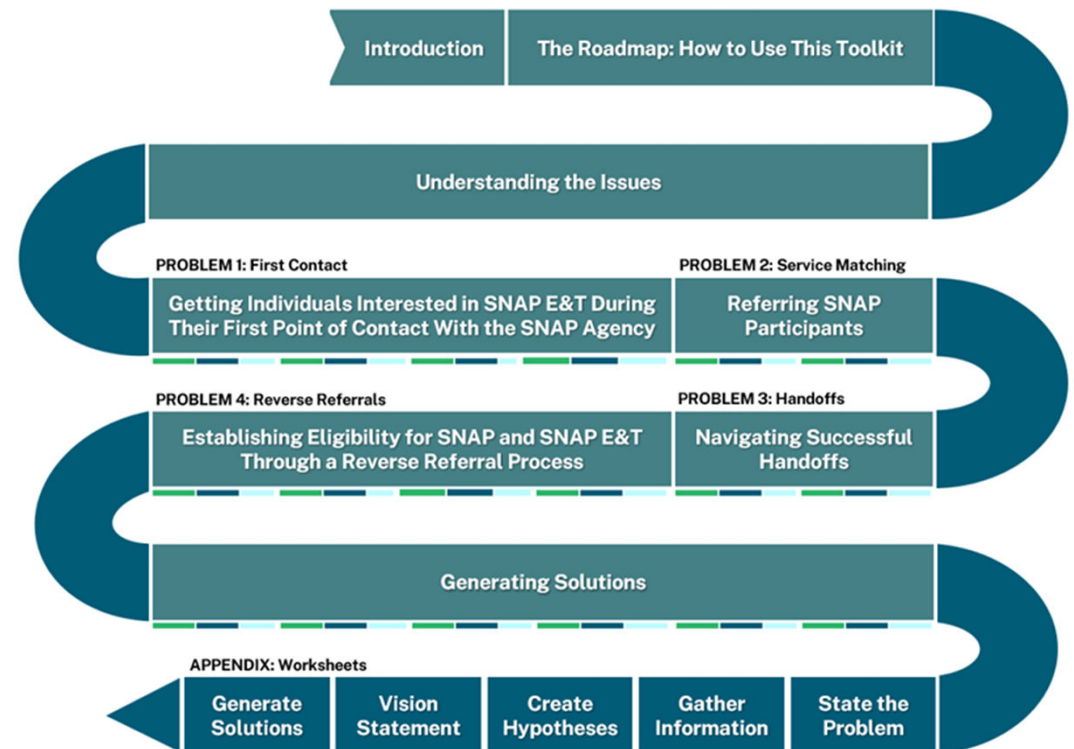 Introduction
The Roadmap: How to Use This Toolkit
Understanding the Issues
PROBLEM 1: First Contact
Getting Individuals Interested in SNAP E&T During
Their First Point of Contact With the SNAP Agency
PROBLEM 2: Service Matching
Referring SNAP
Participants
PROBLEM 3: Handoffs
Navigating Successful
Handoffs
PROBLEM 4: Reverse Referrals
Establishing Eligibility for SNAP and SNAP E&T
Through a Reverse Referral Process
Generating Solutions
APPENDIX: Worksheets
State the
Problem
Gather
Information
Create
Hypotheses
Vision
Statement
Generate
Solutions